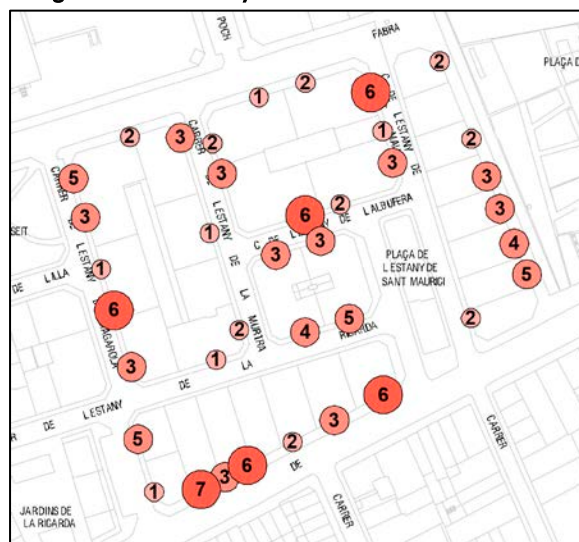 POCH
FABRA
PLAÇA D
2
2
1
6
2
3
2
1
2
CARRER
DE L'ESTANY
5
3
3
3
CARRER
DE L'ESTANY
3
2
3
6
L'ALBUFERA
SEIT
1
3
3
4
DE LILLA
1
PLAÇA DE
L'ESTANY DE
SANT MAURICI
5
DE LA MURTRA
6
2
4
5
2
RICARDA
1
3
DE L'ESTANY DE LA
6
3
5
2
6
3
7
1
DE
CARRER
CARRER
JARDINS DE
LA RICARDA